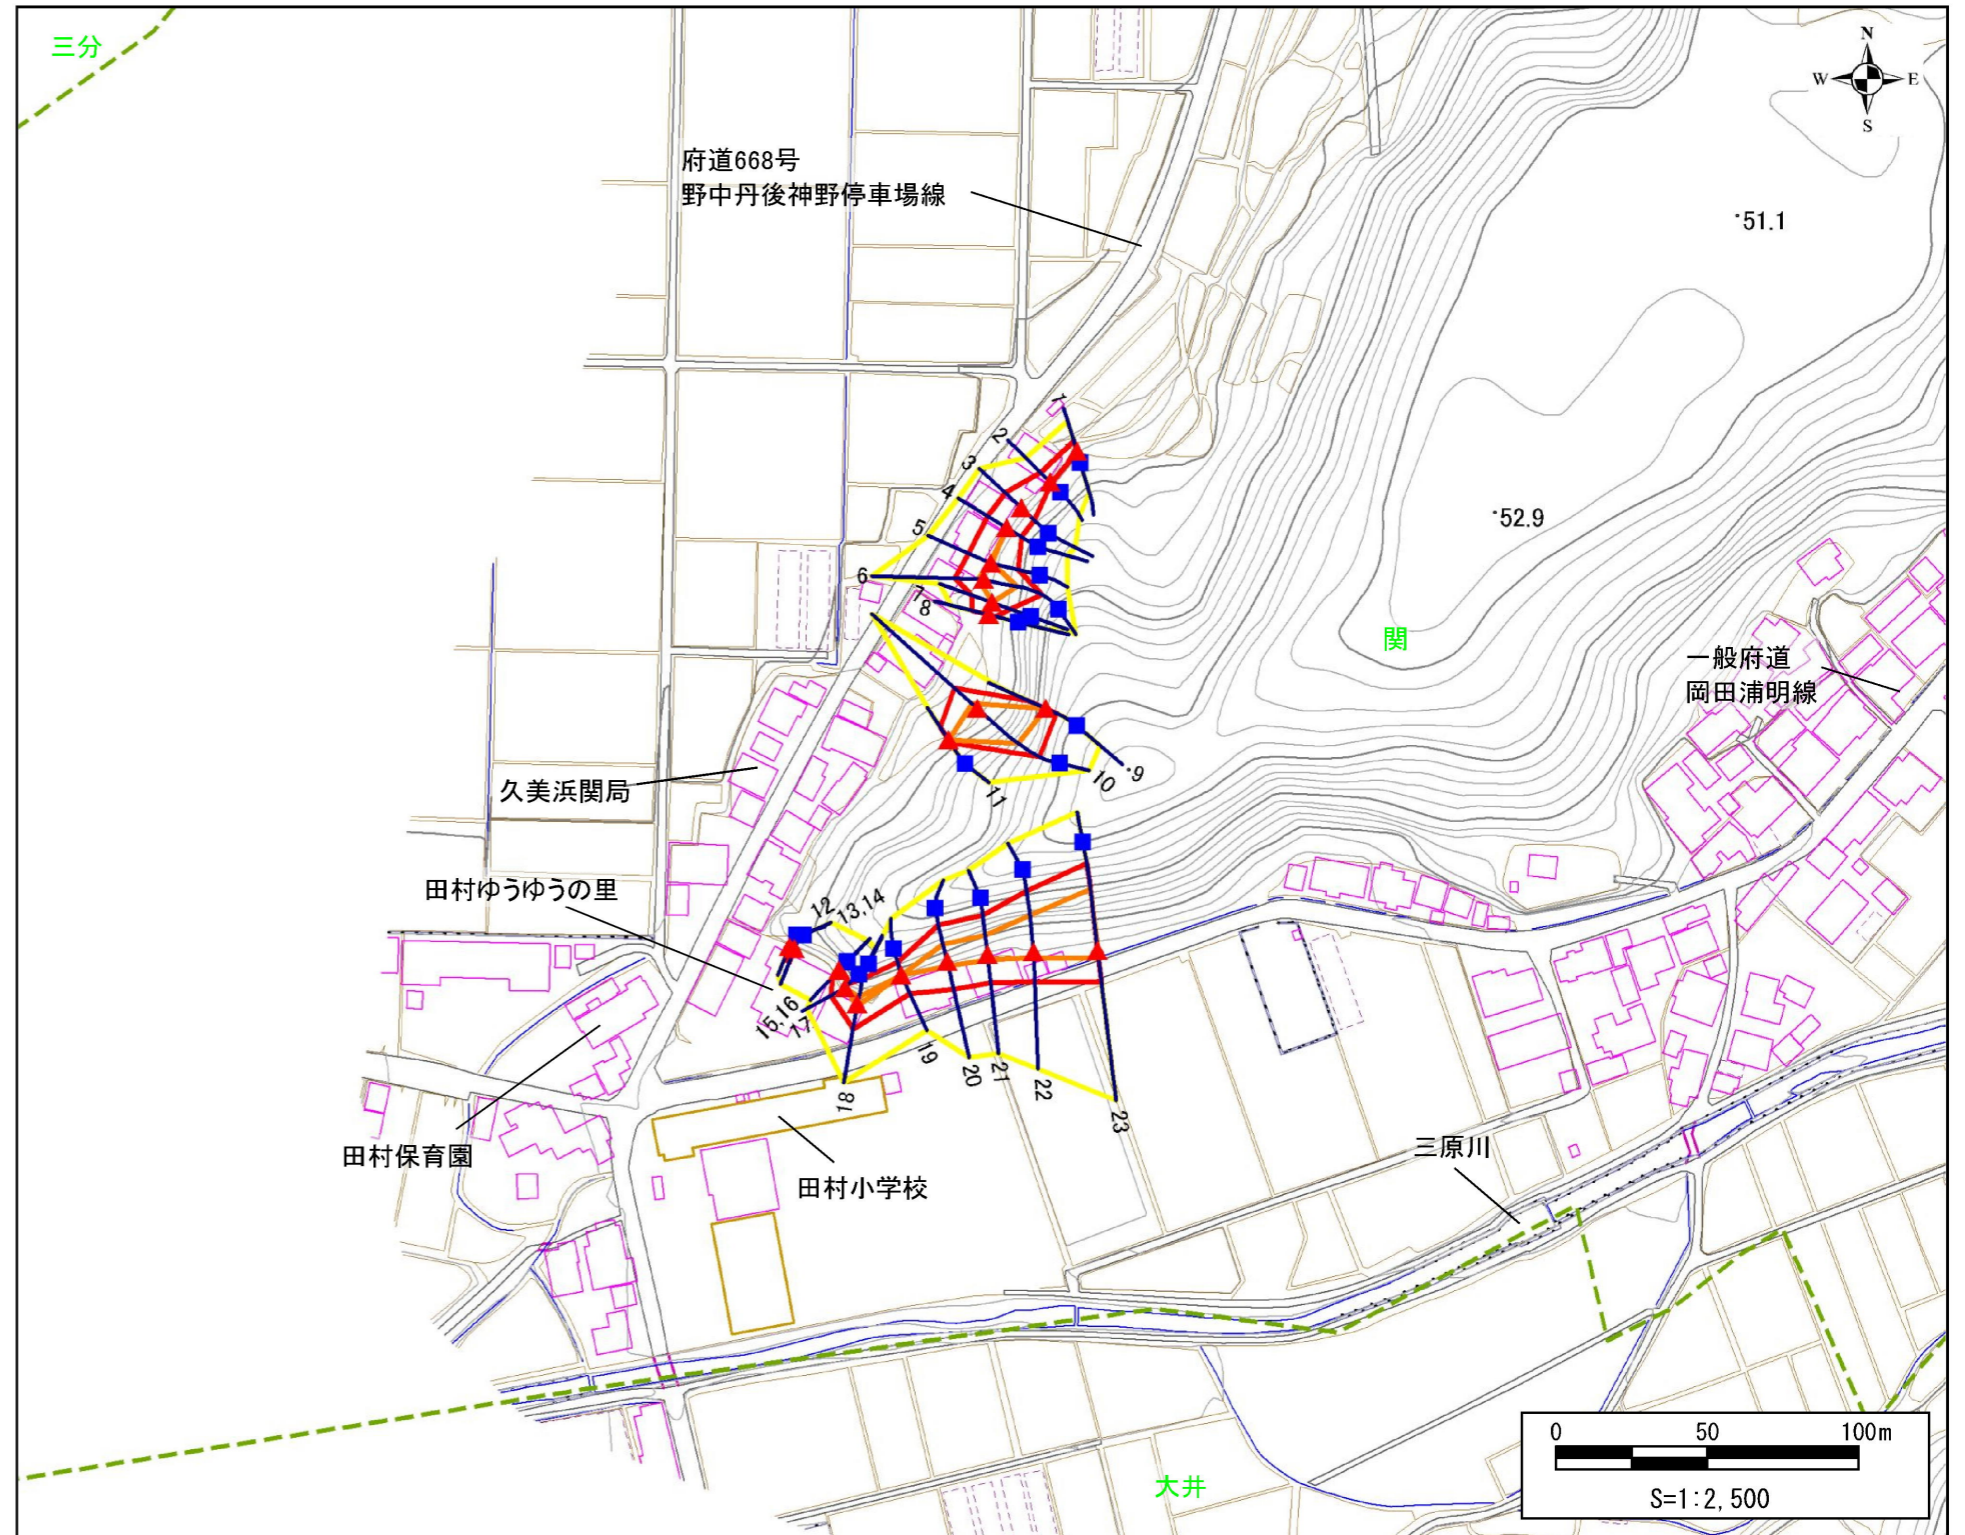 三分
N
W
E
S
府道668号
野中丹後神野停車場線
51.1
1
2
3
4
5
6
7
8
52.9
関
一般府道
岡田浦明線
9
10
11
久美浜関局
田村ゆうゆうの里
12
13,14
15,16
17
18
19
20
21
22
23
田村保育園
田村小学校
三原川
大井
0 50 100m
S=1:2,500